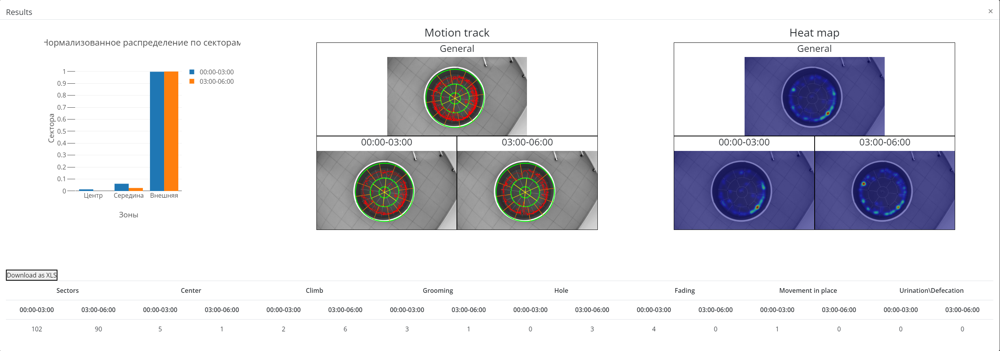 Results
×
Нормализованное распределение по секторам
1
0.9
0.8
0.7
0.6
0.5
0.4
0.3
0.2
0.1
0
Сектора
Центр Середина Внешняя
Зоны
00:00-03:00
03:00-06:00
Motion track
General
00:00-03:00 03:00-06:00
Heat map
General
00:00-03:00 03:00-06:00
Download as XLS
Sectors Center Climb Grooming Hole Fading Movement in place Urination\Defecation
00:00-03:00 03:00-06:00 00:00-03:00 03:00-06:00 00:00-03:00 03:00-06:00 00:00-03:00 03:00-06:00 00:00-03:00 03:00-06:00 00:00-03:00 03:00-06:00 00:00-03:00 03:00-06:00 00:00-03:00 03:00-06:00
102 90 5 1 2 6 3 1 0 3 4 0 1 0 0 0